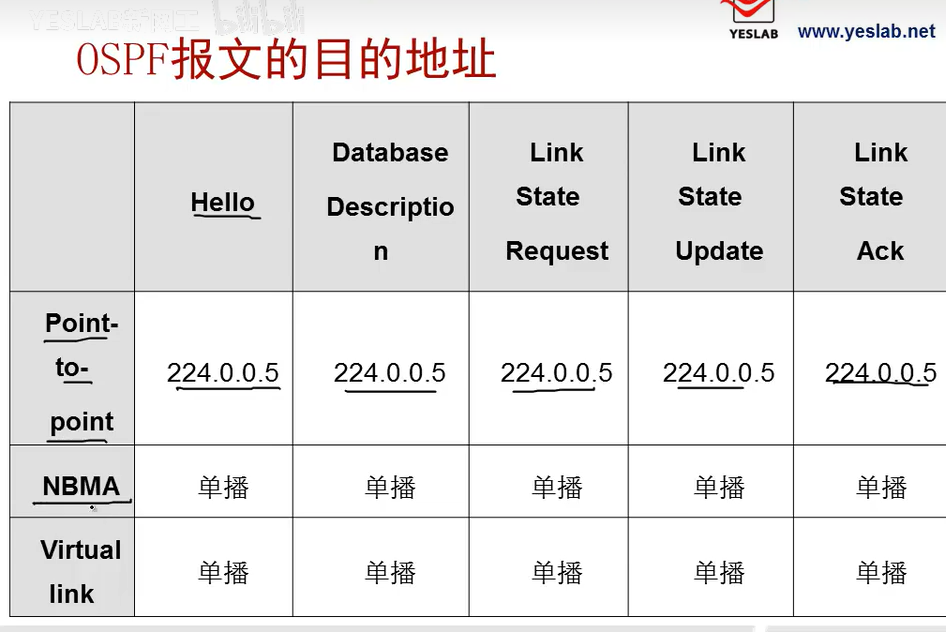 YESLAB
www.yeslab.net
OSPF报文的目的地址
Hello
Database
Descriptio
n
Link
State
Request
Link
State
Update
Link
State
Ack
Point-
to-
point
224.0.0.5
224.0.0.5
224.0.0.5
224.0.0.5
224.0.0.5
NBMA
单播
单播
单播
单播
单播
Virtual
link
单播
单播
单播
单播
单播